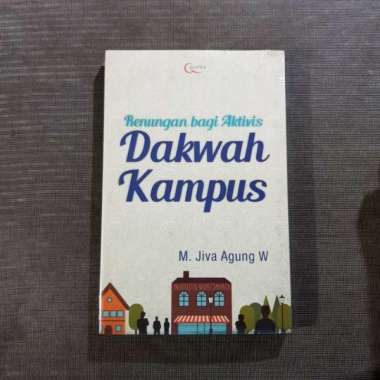 Renungan bagi Aktivis
Dakwah
Kampus
M. Jiva Agung W